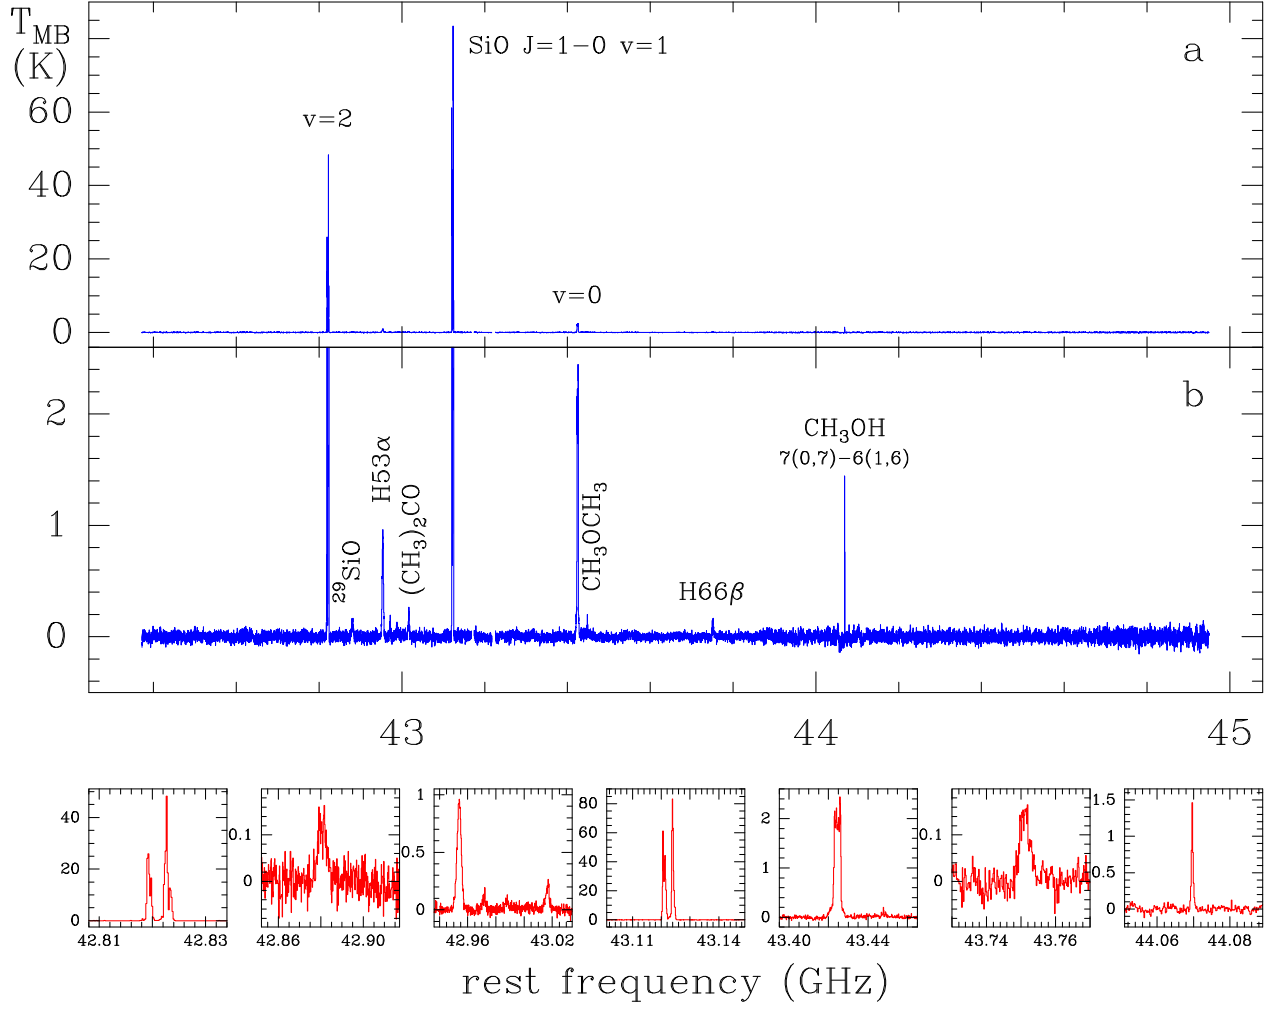 T_MB
(K)
SiO J=1−0 v=1
a
v=2
60
40
20
v=0
0
b
2
CH₃OH
7(0,7)−6(1,6)
H53α
(CH₃)₂CO
CH₃OCH₃
1
²⁹SiO
H66β
0
43 44 45
40
20
0
42.81 42.83
0.1
0
42.86 42.90
1
0.5
0
42.96 43.02
80
60
40
20
0
43.11 43.14
2
1
0
43.40 43.44
0.1
0
43.74 43.76
1.5
1
0.5
0
44.06 44.08
rest frequency (GHz)